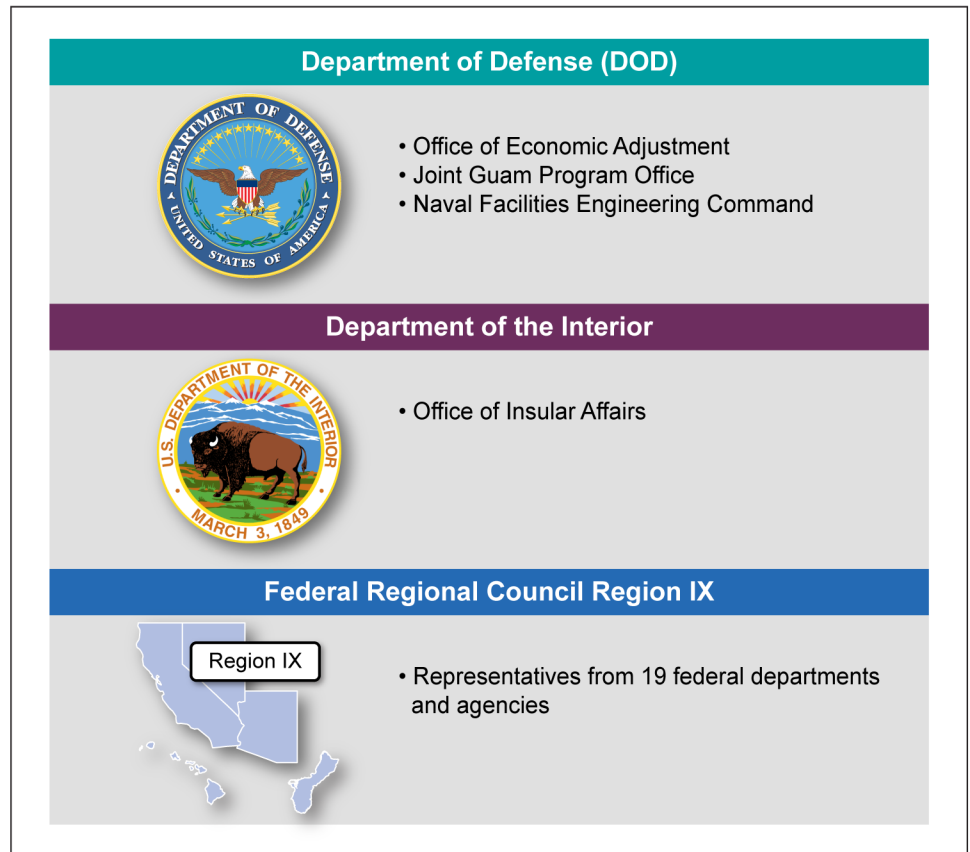 Department of Defense (DOD)
DEPARTMENT OF DEFENSE
UNITED STATES OF AMERICA
• Office of Economic Adjustment
• Joint Guam Program Office
• Naval Facilities Engineering Command
Department of the Interior
U.S. DEPARTMENT OF THE INTERIOR
MARCH 3, 1849
• Office of Insular Affairs
Federal Regional Council Region IX
Region IX
• Representatives from 19 federal departments
and agencies